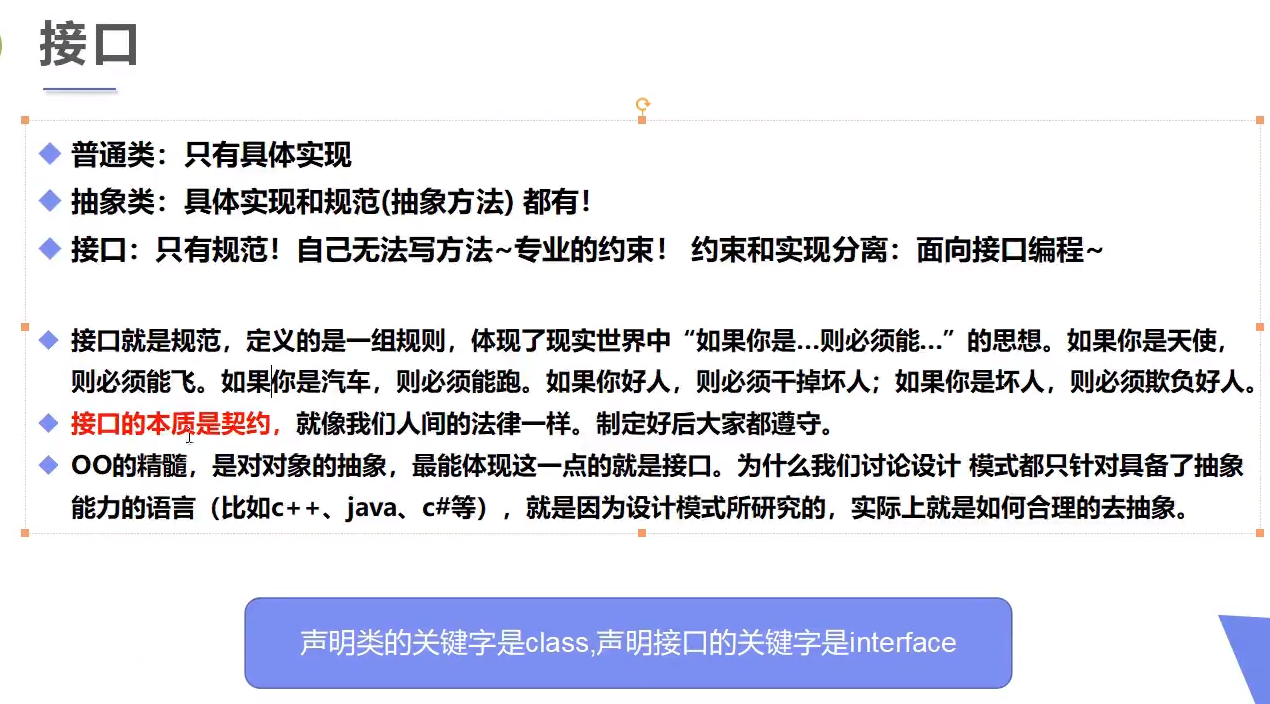 接口
普通类：只有具体实现
抽象类：具体实现和规范(抽象方法) 都有！
接口：只有规范！自己无法写方法~专业的约束！ 约束和实现分离：面向接口编程~
接口就是规范，定义的是一组规则，体现了现实世界中“如果你是…则必须能…”的思想。如果你是天使，
则必须能飞。如果你是汽车，则必须能跑。如果你好人，则必须干掉坏人；如果你是坏人，则必须欺负好人。
接口的本质是契约，就像我们人间的法律一样。制定好后大家都遵守。
OO的精髓，是对对象的抽象，最能体现这一点的就是接口。为什么我们讨论设计 模式都只针对具备了抽象
能力的语言（比如c++、java、c#等），就是因为设计模式所研究的，实际上就是如何合理的去抽象。
声明类的关键字是class,声明接口的关键字是interface